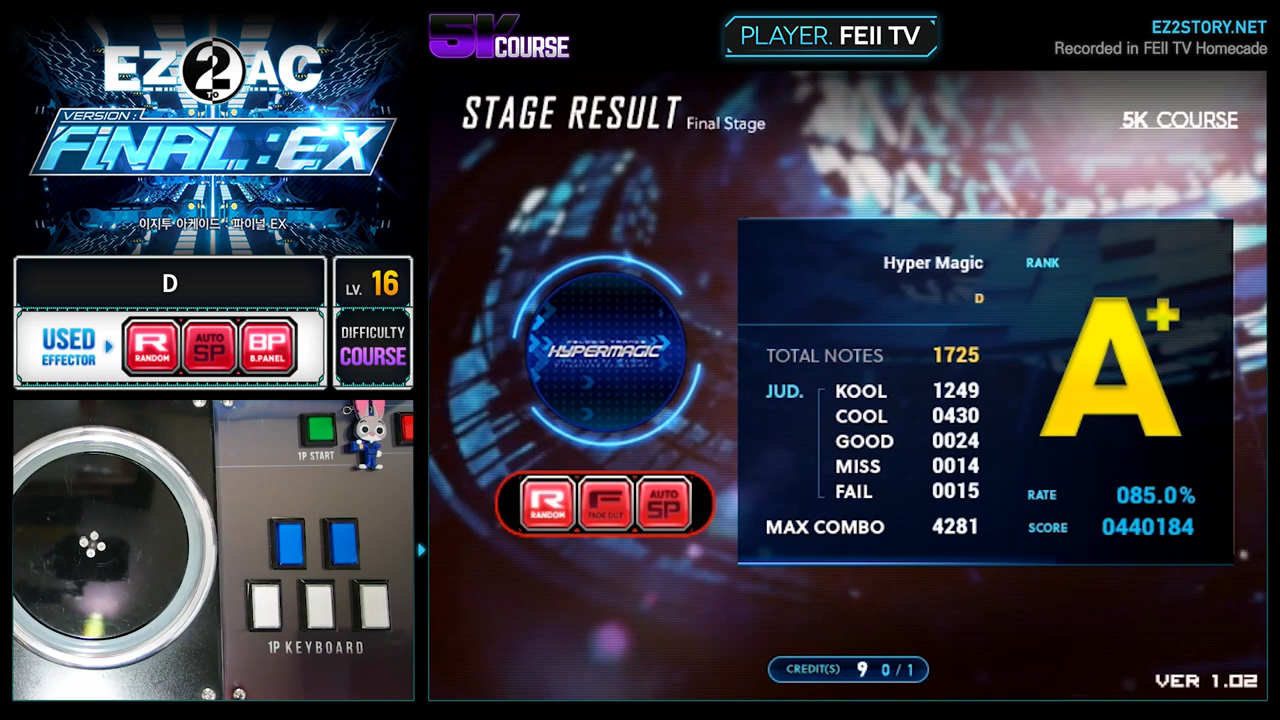 EZ2AC
TO
VERSION :
FiNAL:EX
이지투 아케이드 : 파이널 EX
D
LV. 16
USED
EFFECTOR
R
RANDOM
AUTO
SP
BP
B.PANEL
DIFFICULTY
COURSE
1P START
1P KEYBOARD
5K COURSE
PLAYER. FEII TV
EZ2STORY.NET
Recorded in FEII TV Homecade
STAGE RESULT Final Stage
5K COURSE
HYPERMAGIC
R
RANDOM
F
FADE OUT
AUTO
SP
Hyper Magic
D
RANK
A+
TOTAL NOTES 1725
JUD.
KOOL 1249
COOL 0430
GOOD 0024
MISS 0014
FAIL 0015
MAX COMBO 4281
RATE 085.0%
SCORE 0440184
CREDIT(S) 9 0 / 1
VER 1.02